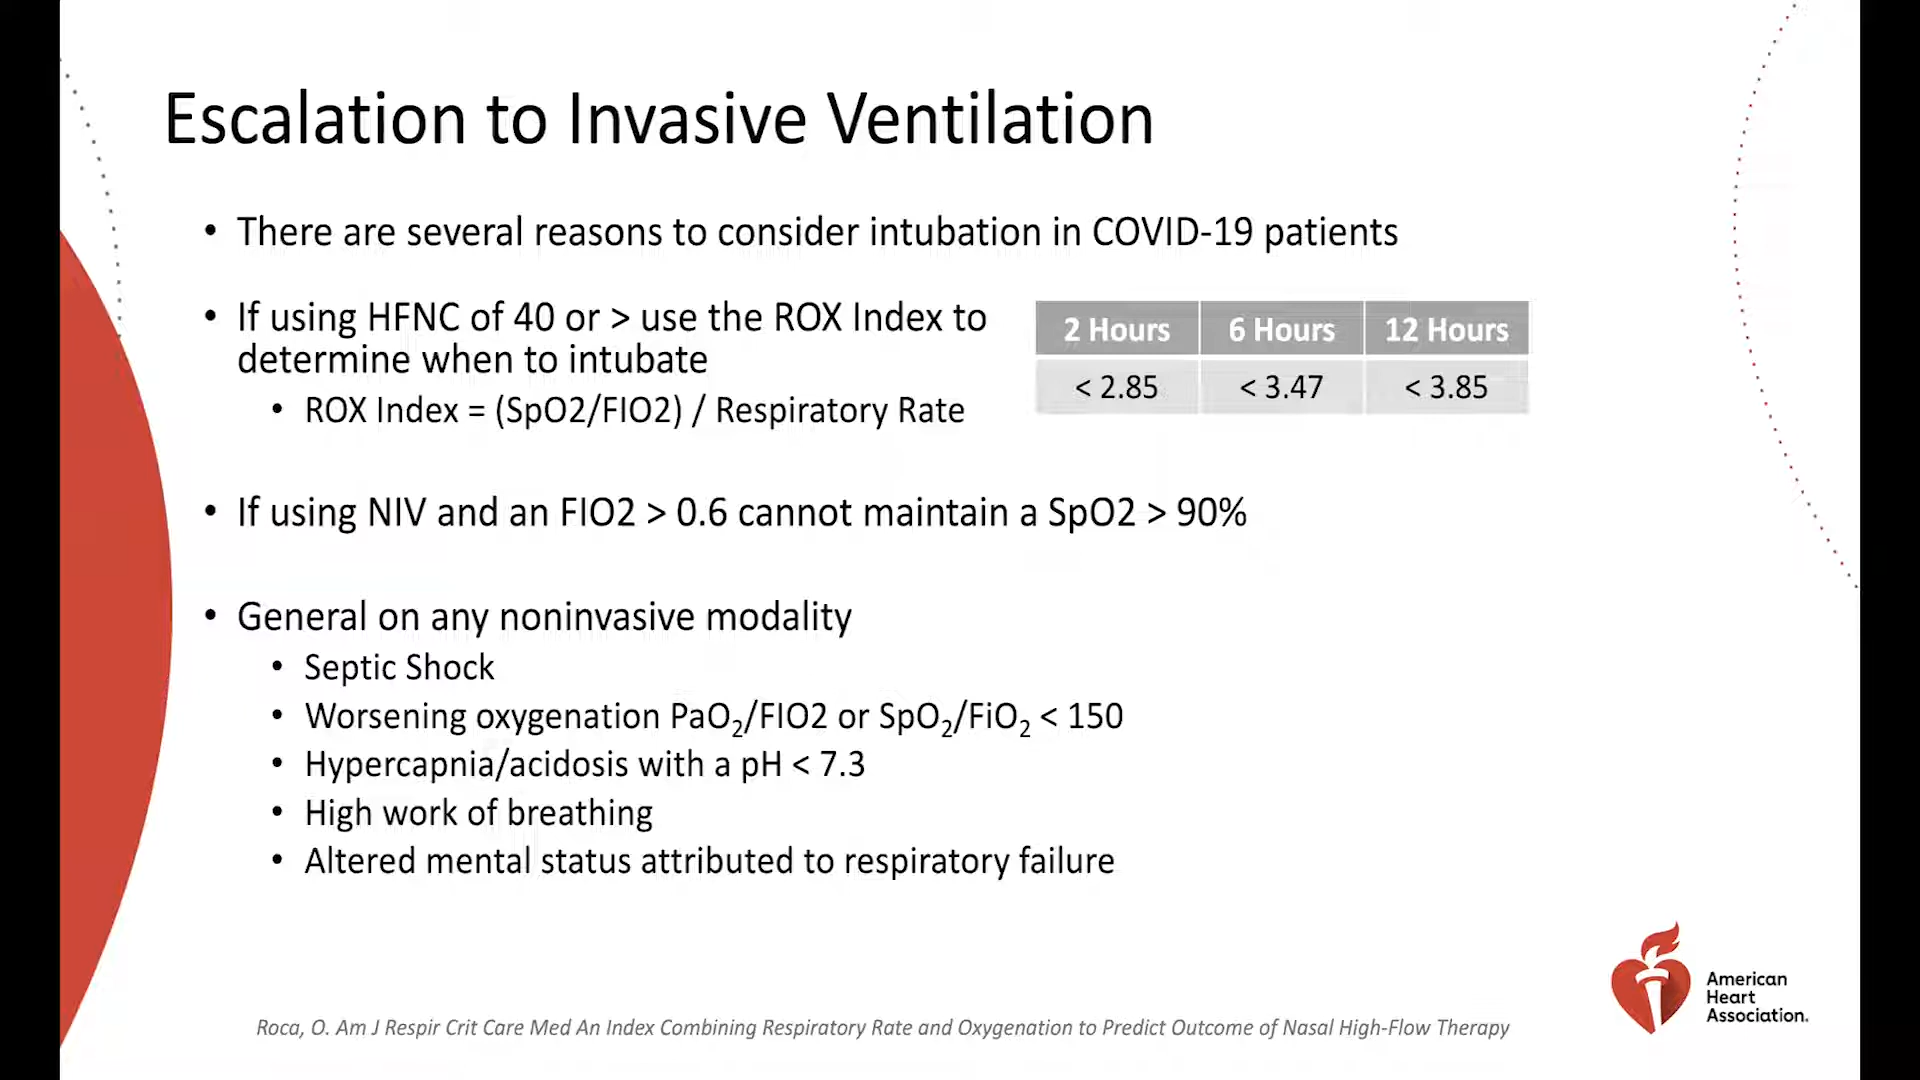 Escalation to Invasive Ventilation
• There are several reasons to consider intubation in COVID-19 patients
• If using HFNC of 40 or > use the ROX Index to
determine when to intubate
• ROX Index = (SpO2/FIO2) / Respiratory Rate
2 Hours 6 Hours 12 Hours
< 2.85 < 3.47 < 3.85
• If using NIV and an FIO2 > 0.6 cannot maintain a SpO2 > 90%
• General on any noninvasive modality
• Septic Shock
• Worsening oxygenation PaO₂/FIO2 or SpO₂/FiO₂ < 150
• Hypercapnia/acidosis with a pH < 7.3
• High work of breathing
• Altered mental status attributed to respiratory failure
American
Heart
Association.
Roca, O. Am J Respir Crit Care Med An Index Combining Respiratory Rate and Oxygenation to Predict Outcome of Nasal High-Flow Therapy